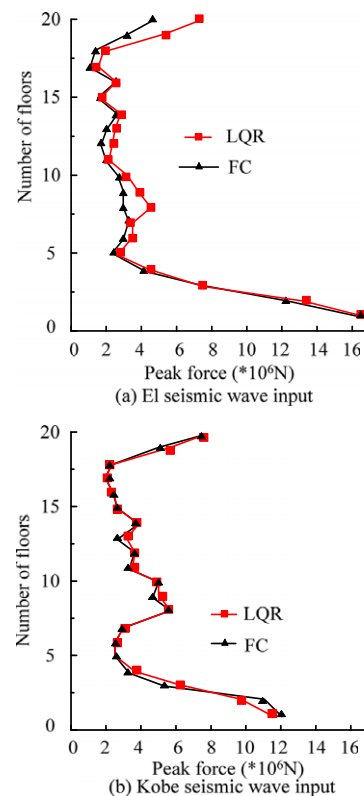 20
15
10
5
0
Number of floors
LQR
FC
0 2 4 6 8 10 12 14 16
Peak force (*10⁶N)
(a) El seismic wave input
20
15
10
5
0
Number of floors
LQR
FC
0 2 4 6 8 10 12 14 16
Peak force (*10⁶N)
(b) Kobe seismic wave input